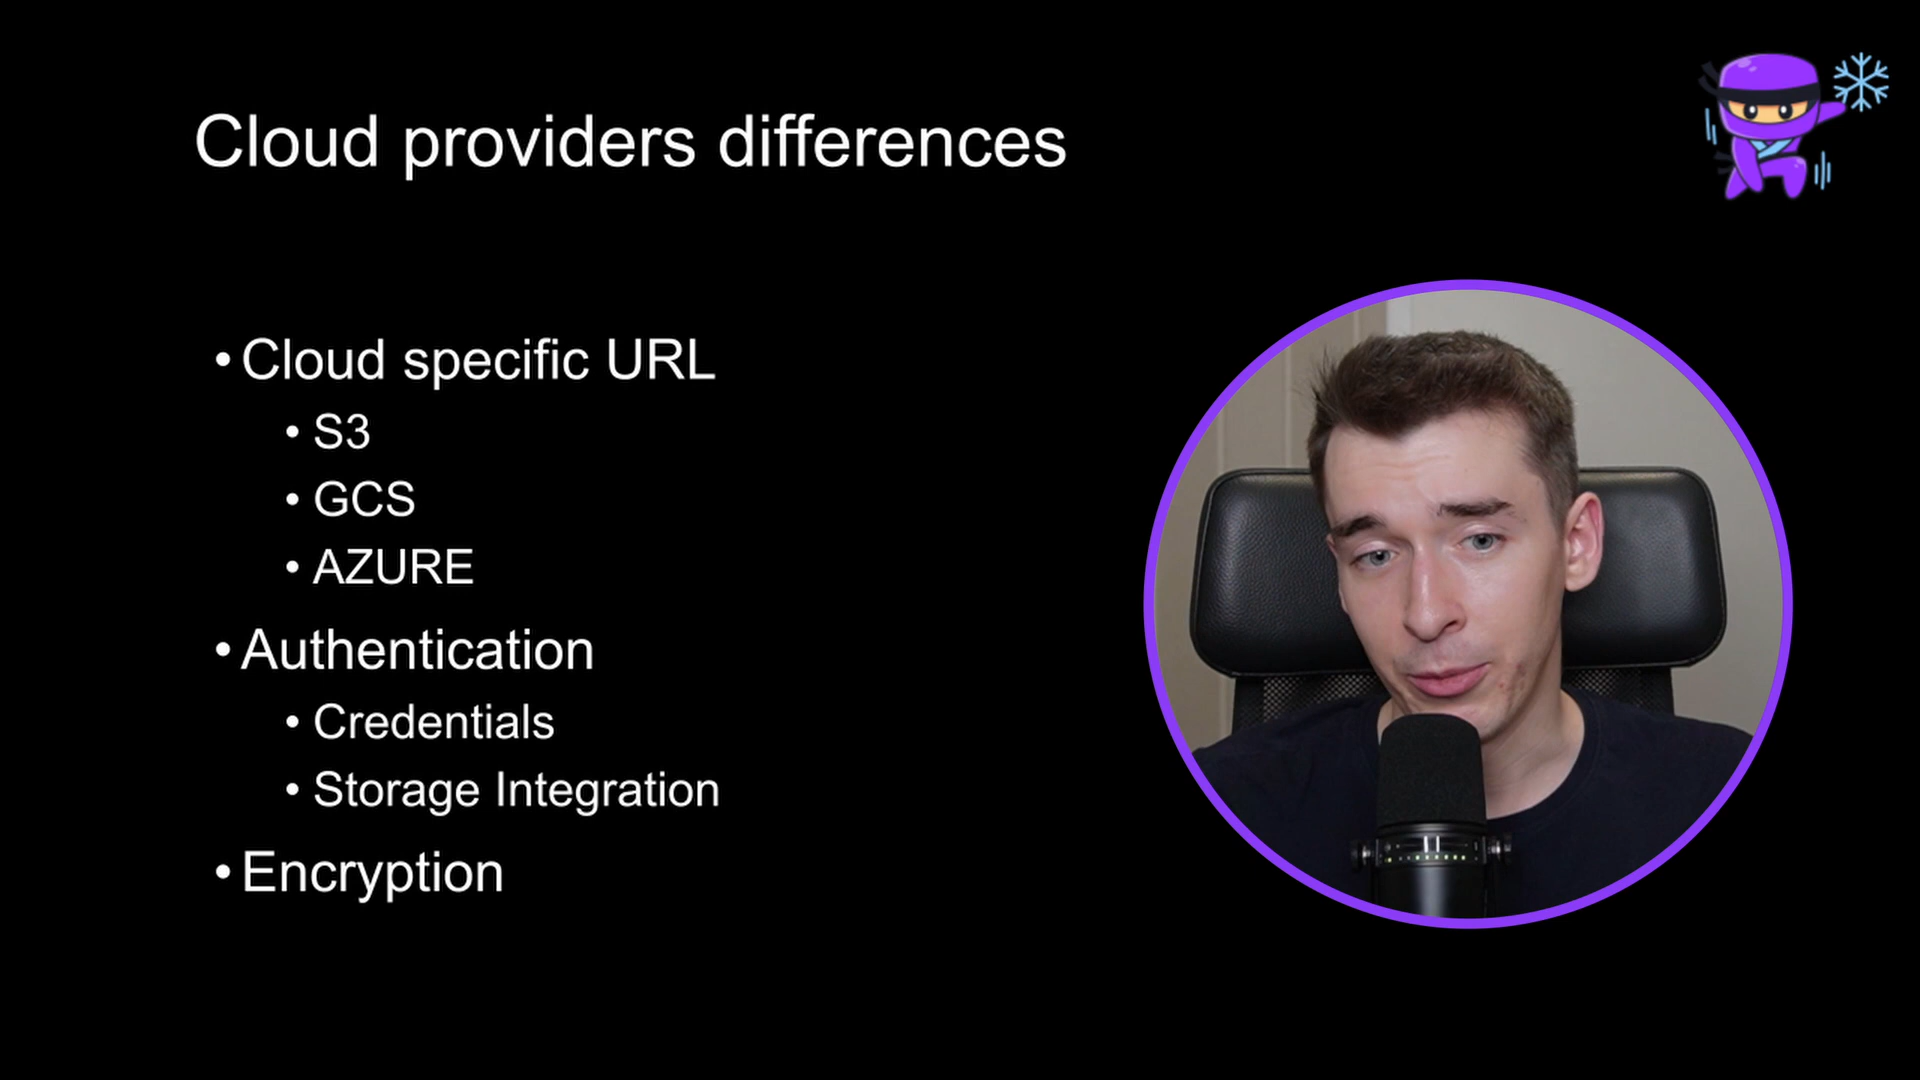 Cloud providers differences
• Cloud specific URL
• S3
• GCS
• AZURE
• Authentication
• Credentials
• Storage Integration
• Encryption